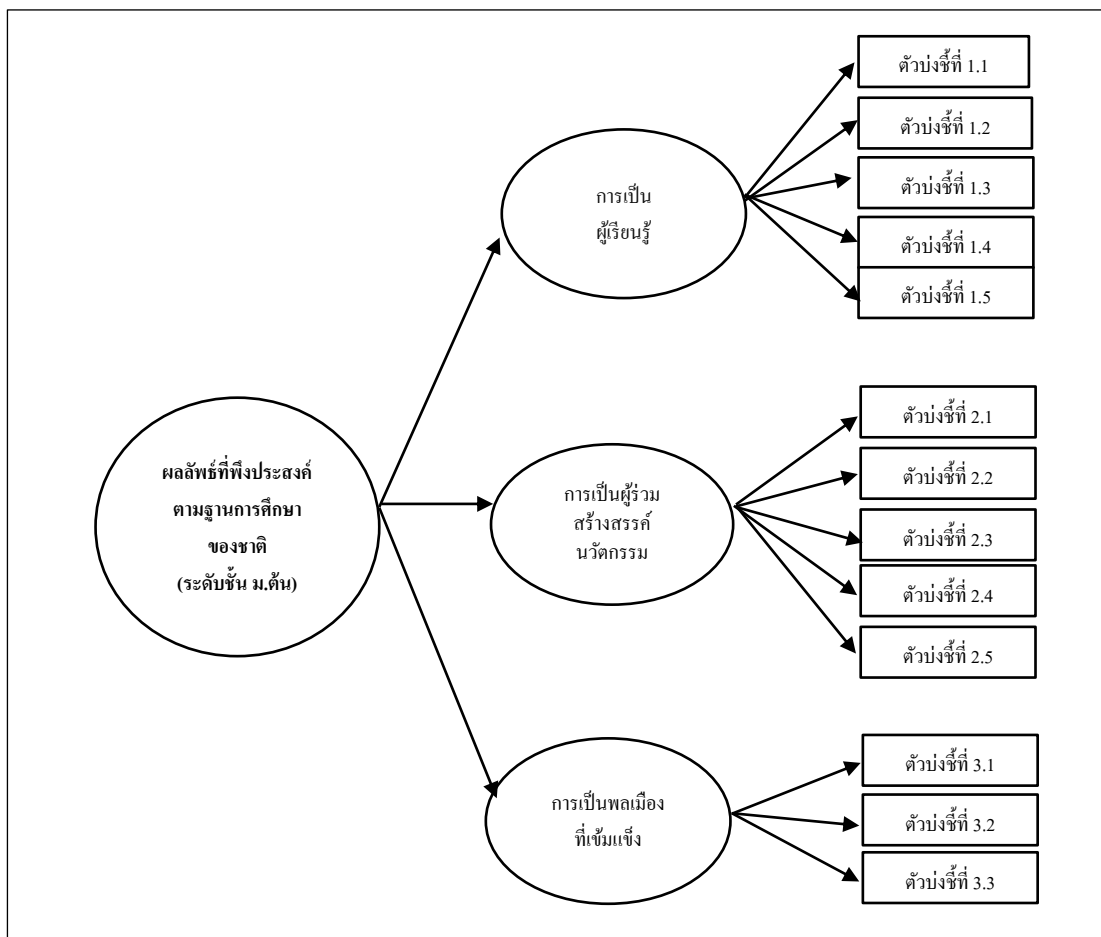 ผลลัพธ์ที่พึงประสงค์
ตามฐานการศึกษา
ของชาติ
(ระดับชั้น ม.ต้น)
การเป็น
ผู้เรียนรู้
ตัวบ่งชี้ที่ 1.1
ตัวบ่งชี้ที่ 1.2
ตัวบ่งชี้ที่ 1.3
ตัวบ่งชี้ที่ 1.4
ตัวบ่งชี้ที่ 1.5
การเป็นผู้ร่วม
สร้างสรรค์
นวัตกรรม
ตัวบ่งชี้ที่ 2.1
ตัวบ่งชี้ที่ 2.2
ตัวบ่งชี้ที่ 2.3
ตัวบ่งชี้ที่ 2.4
ตัวบ่งชี้ที่ 2.5
การเป็นพลเมือง
ที่เข้มแข็ง
ตัวบ่งชี้ที่ 3.1
ตัวบ่งชี้ที่ 3.2
ตัวบ่งชี้ที่ 3.3